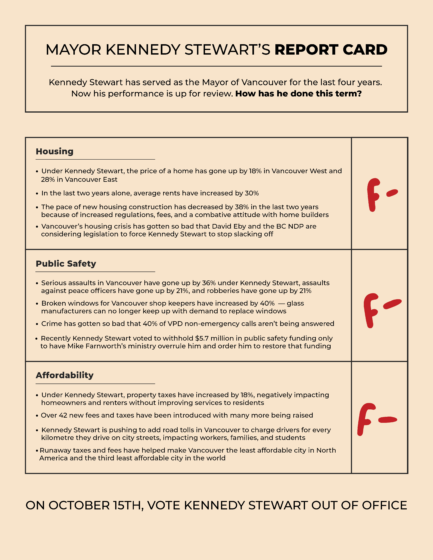 MAYOR KENNEDY STEWART'S REPORT CARD
Kennedy Stewart has served as the Mayor of Vancouver for the last four years.
Now his performance is up for review. How has he done this term?
Housing
• Under Kennedy Stewart, the price of a home has gone up by 18% in Vancouver West and
28% in Vancouver East
• In the last two years alone, average rents have increased by 30%
• The pace of new housing construction has decreased by 38% in the last two years
because of increased regulations, fees, and a combative attitude with home builders
• Vancouver's housing crisis has gotten so bad that David Eby and the BC NDP are
considering legislation to force Kennedy Stewart to stop slacking off
F-
Public Safety
• Serious assaults in Vancouver have gone up by 36% under Kennedy Stewart, assaults
against peace officers have gone up by 21%, and robberies have gone up by 21%
• Broken windows for Vancouver shop keepers have increased by 40% — glass
manufacturers can no longer keep up with demand to replace windows
• Crime has gotten so bad that 40% of VPD non-emergency calls aren't being answered
• Recently Kennedy Stewart voted to withhold $5.7 million in public safety funding only
to have Mike Farnworth's ministry overrule him and order him to restore that funding
F-
Affordability
• Under Kennedy Stewart, property taxes have increased by 18%, negatively impacting
homeowners and renters without improving services to residents
• Over 42 new fees and taxes have been introduced with many more being raised
• Kennedy Stewart is pushing to add road tolls in Vancouver to charge drivers for every
kilometre they drive on city streets, impacting workers, families, and students
• Runaway taxes and fees have helped make Vancouver the least affordable city in North
America and the third least affordable city in the world
F-
ON OCTOBER 15TH, VOTE KENNEDY STEWART OUT OF OFFICE